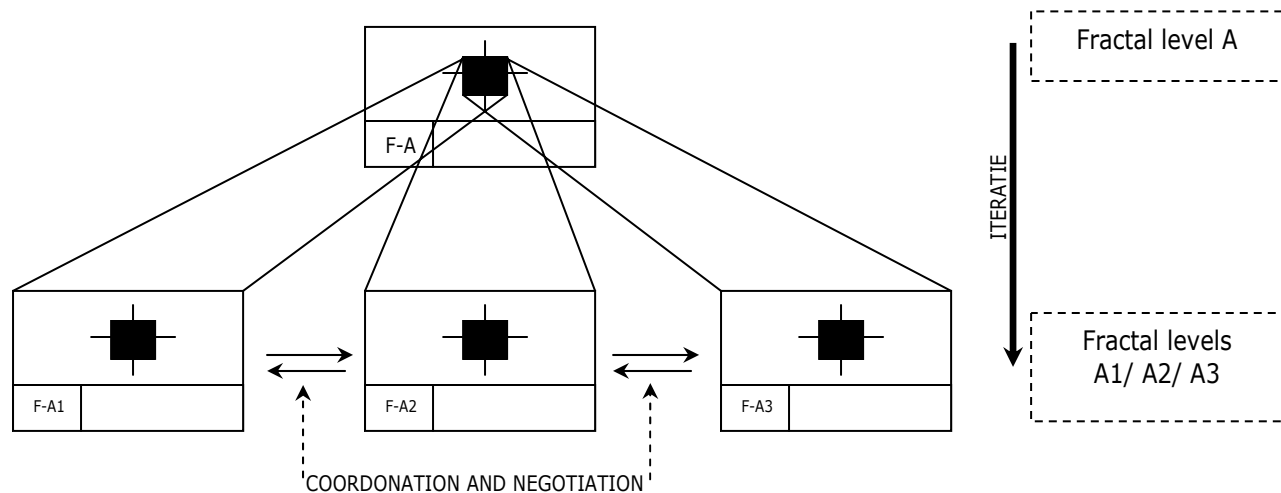 Fractal level A
F-A
ITERATIE
Fractal levels
A1/ A2/ A3
F-A1
F-A2
F-A3
COORDONATION AND NEGOTIATION